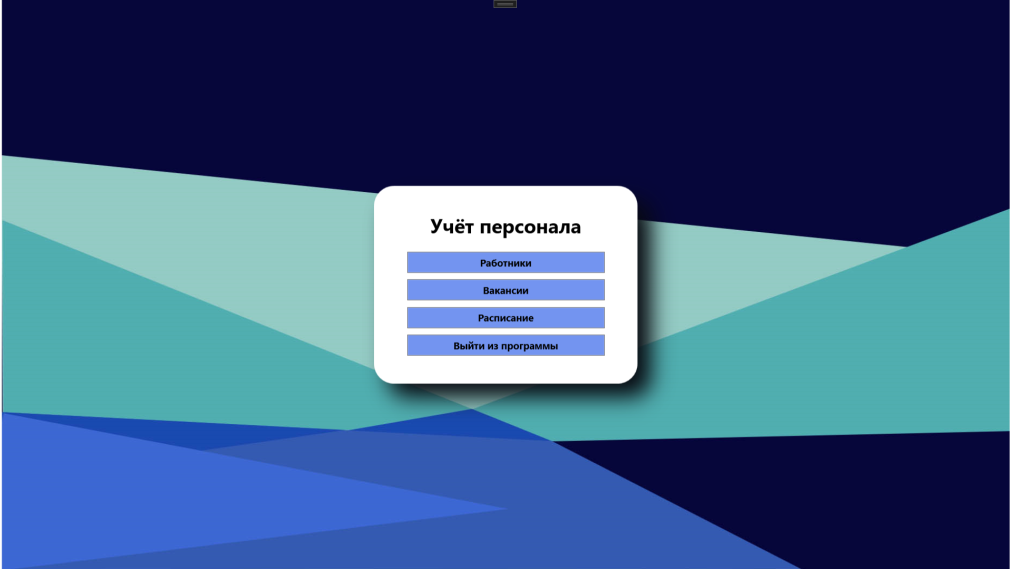 Учёт персонала
Работники
Вакансии
Расписание
Выйти из программы